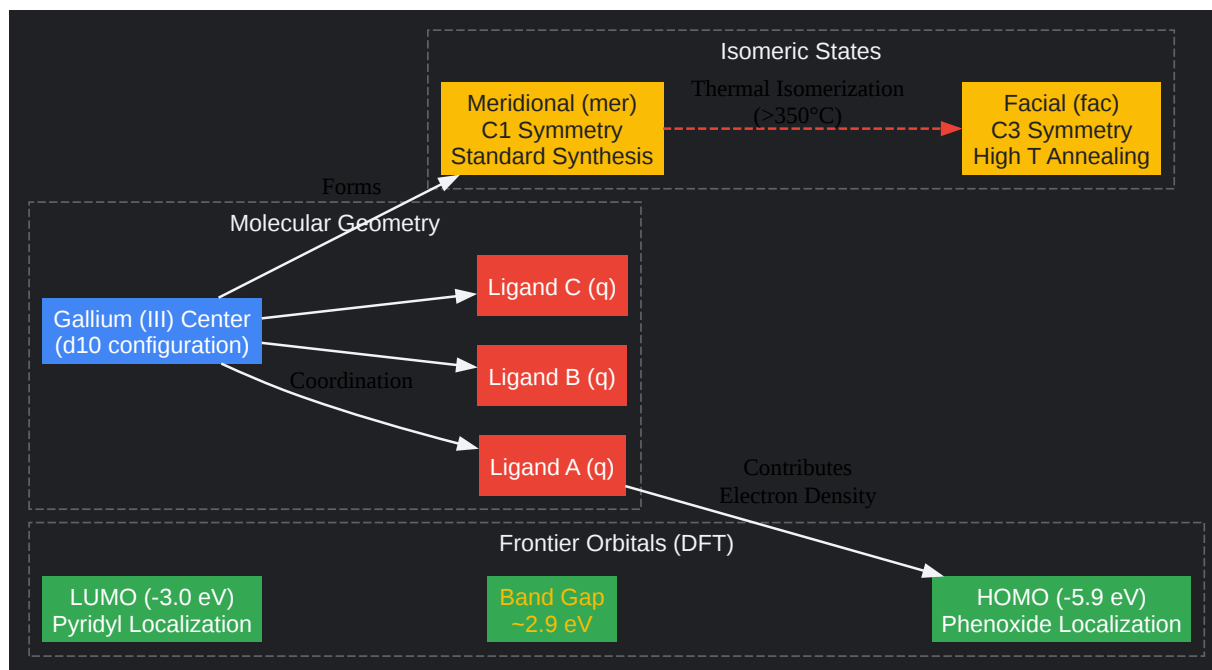 Isomeric States
Meridional (mer)
C1 Symmetry
Standard Synthesis
Thermal Isomerization
(>350°C)
Facial (fac)
C3 Symmetry
High T Annealing
Forms
Molecular Geometry
Gallium (III) Center
(d10 configuration)
Coordination
Ligand C (q)
Ligand B (q)
Ligand A (q)
Contributes
Electron Density
Frontier Orbitals (DFT)
LUMO (-3.0 eV)
Pyridyl Localization
Band Gap
~2.9 eV
HOMO (-5.9 eV)
Phenoxide Localization